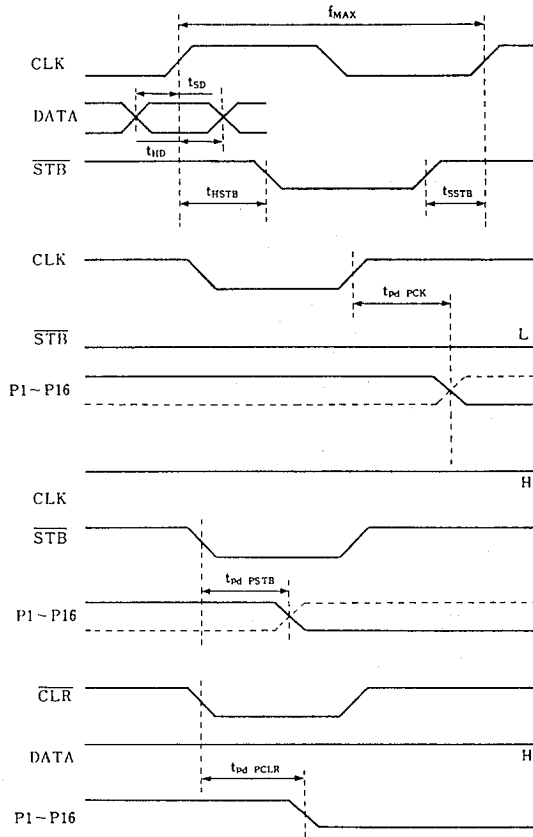 fMAX
CLK
tSD
DATA
tHD
STB
tHSTB
tSSTB
CLK
tPd PCK
STB
L
P1~P16
H
CLK
STB
tPd PSTB
P1~P16
CLR
DATA
H
tPd PCLR
P1~P16